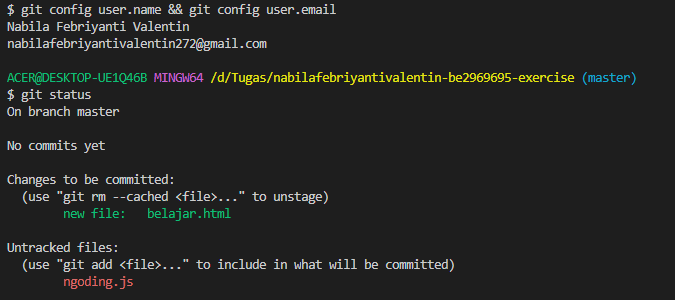 $ git config user.name && git config user.email
Nabila Febriyanti Valentin
nabilafebriyantivalentin272@gmail.com
ACER@DESKTOP-UE1Q46B MINGW64 /d/Tugas/nabilafebriyantivalentin-be2969695-exercise (master)
$ git status
On branch master
No commits yet
Changes to be committed:
(use "git rm --cached <file>..." to unstage)
new file:   belajar.html
Untracked files:
(use "git add <file>..." to include in what will be committed)
ngoding.js